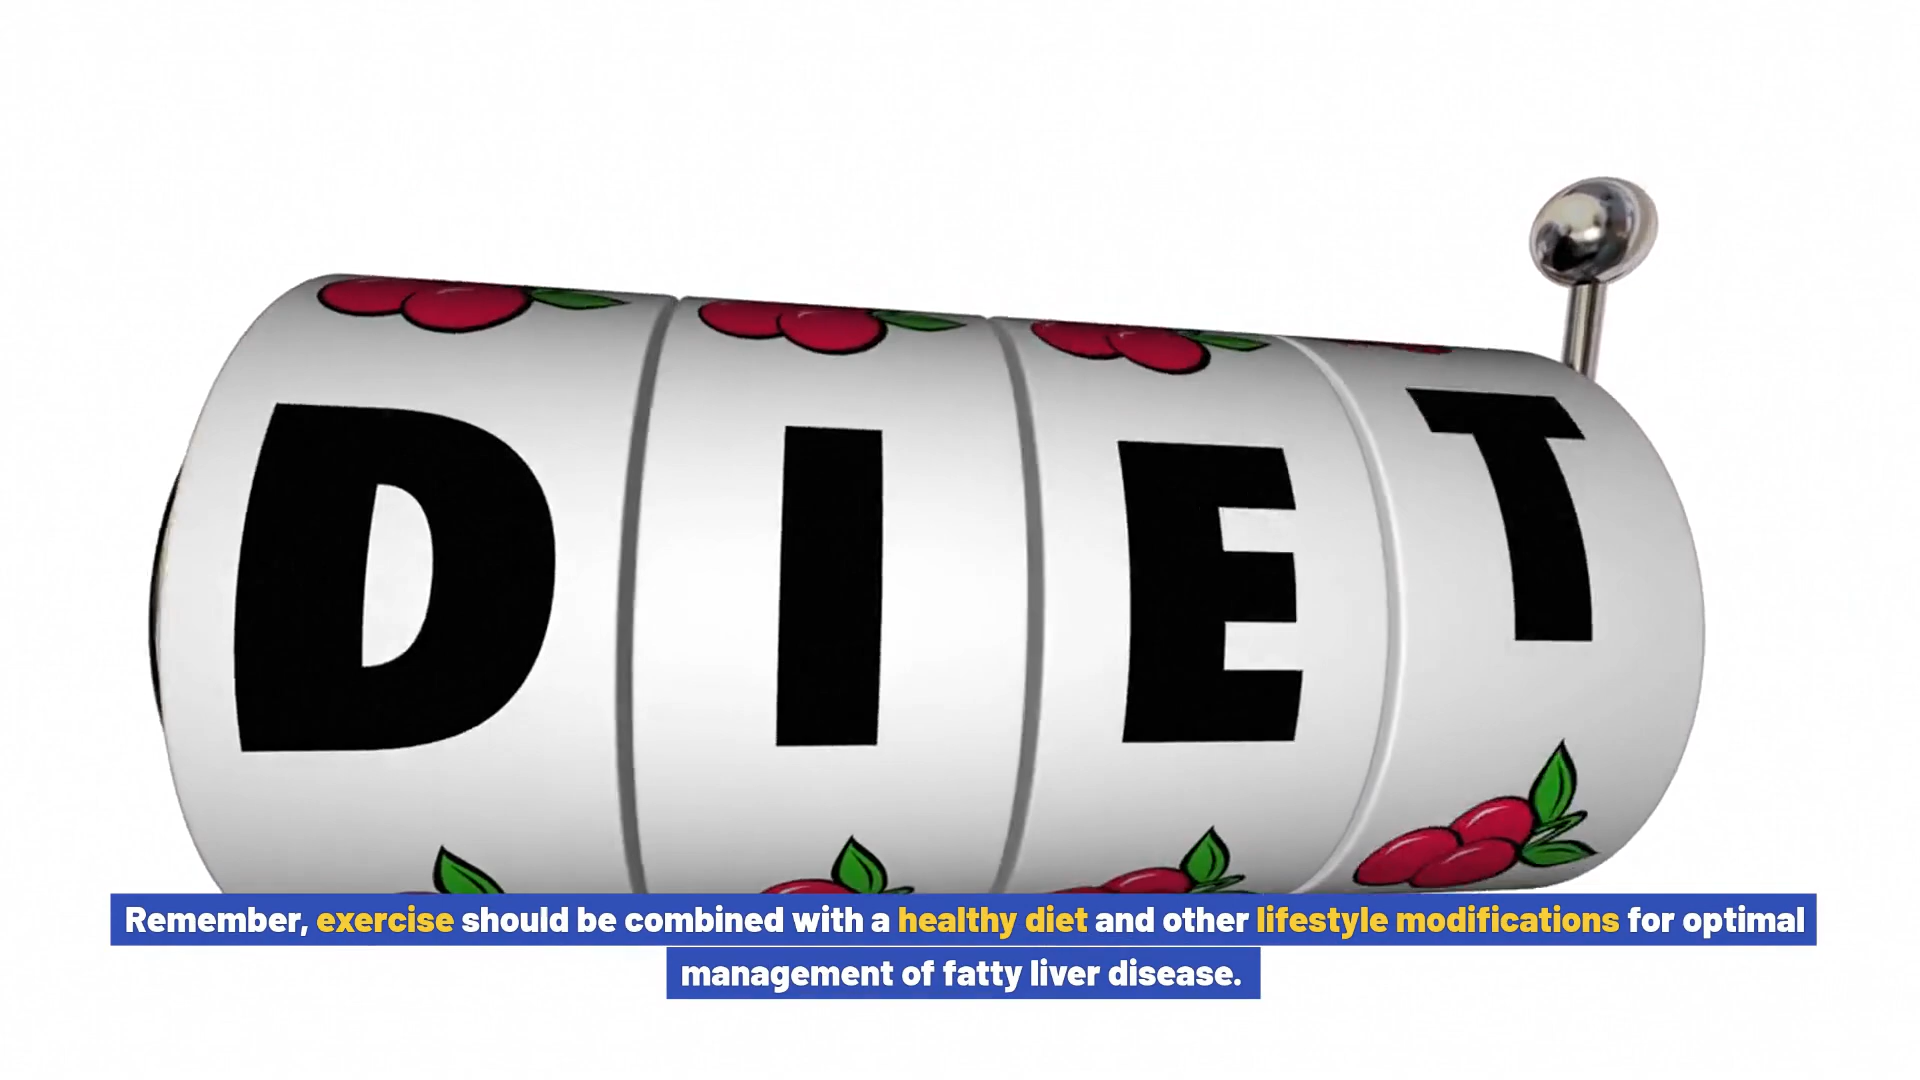 DIET
Remember, exercise should be combined with a healthy diet and other lifestyle modifications for optimal
management of fatty liver disease.